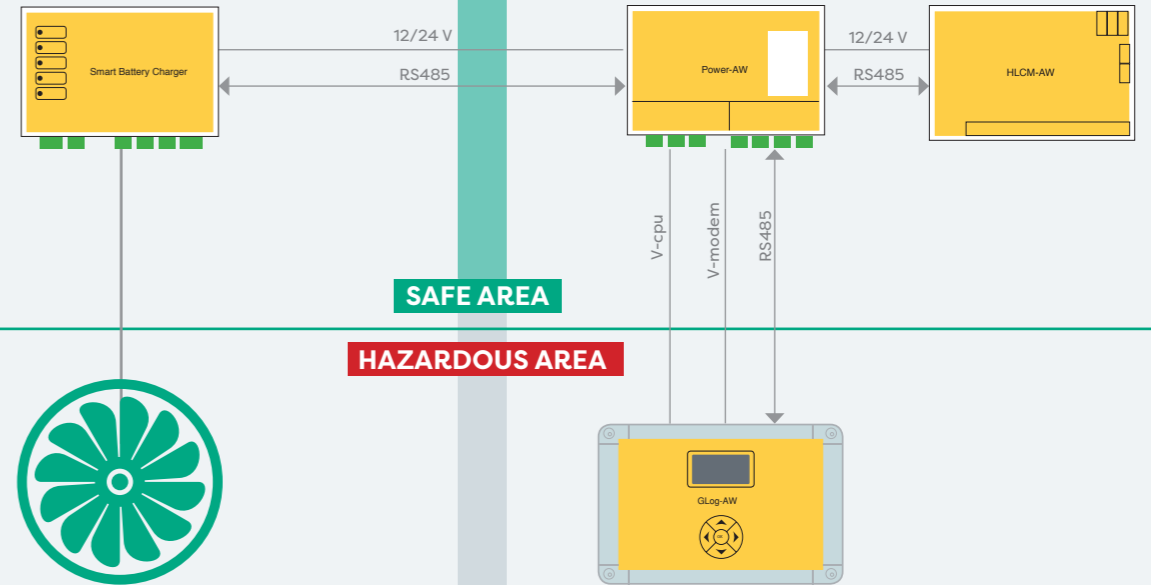 12/24 V
12/24 V
Smart Battery Charger
RS485
Power-AW
RS485
HLCM-AW
V-cpu
V-modem
RS485
SAFE AREA
HAZARDOUS AREA
GLog-AW
OK